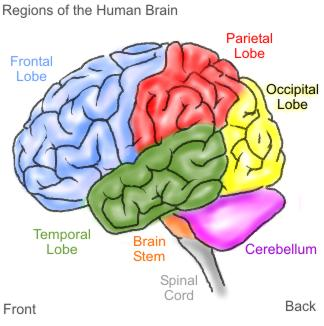 Regions of the Human Brain
Parietal
Lobe
Frontal
Lobe
Occipital
Lobe
Temporal
Lobe
Brain
Stem
Cerebellum
Spinal
Cord
Front
Back